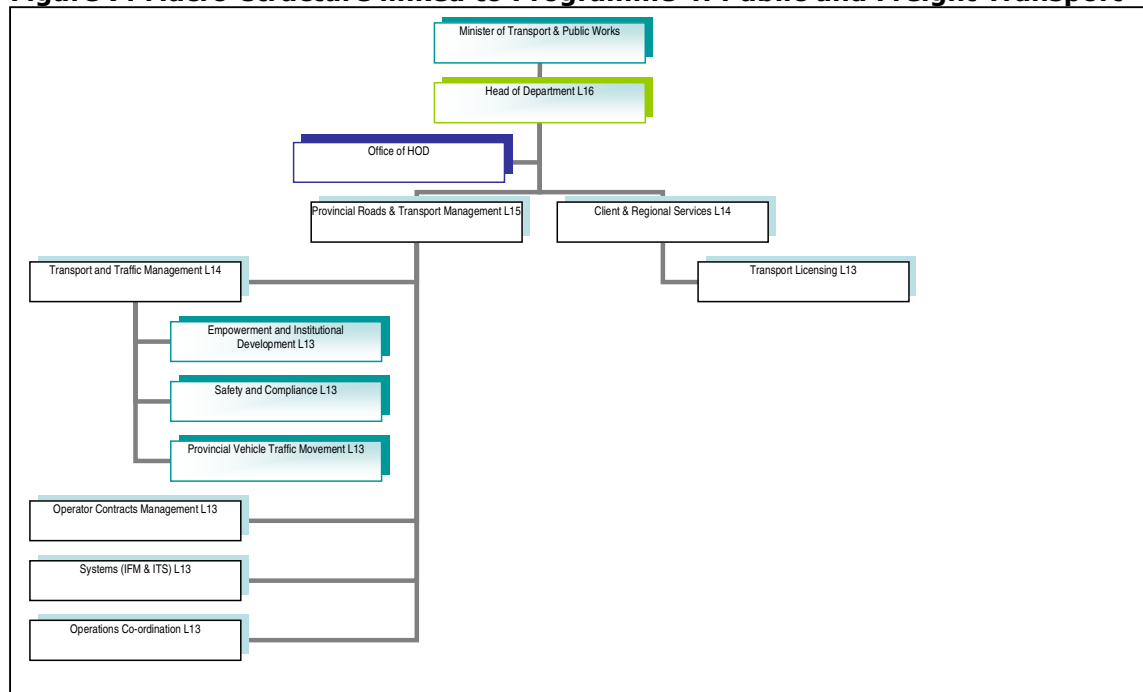 Minister of Transport & Public Works
Head of Department L16
Office of HOD
Provincial Roads & Transport Management L15
Client & Regional Services L14
Transport and Traffic Management L14
Transport Licensing L13
Empowerment and Institutional
Development L13
Safety and Compliance L13
Provincial Vehicle Traffic Movement L13
Operator Contracts Management L13
Systems (IFM & ITS) L13
Operations Co-ordination L13